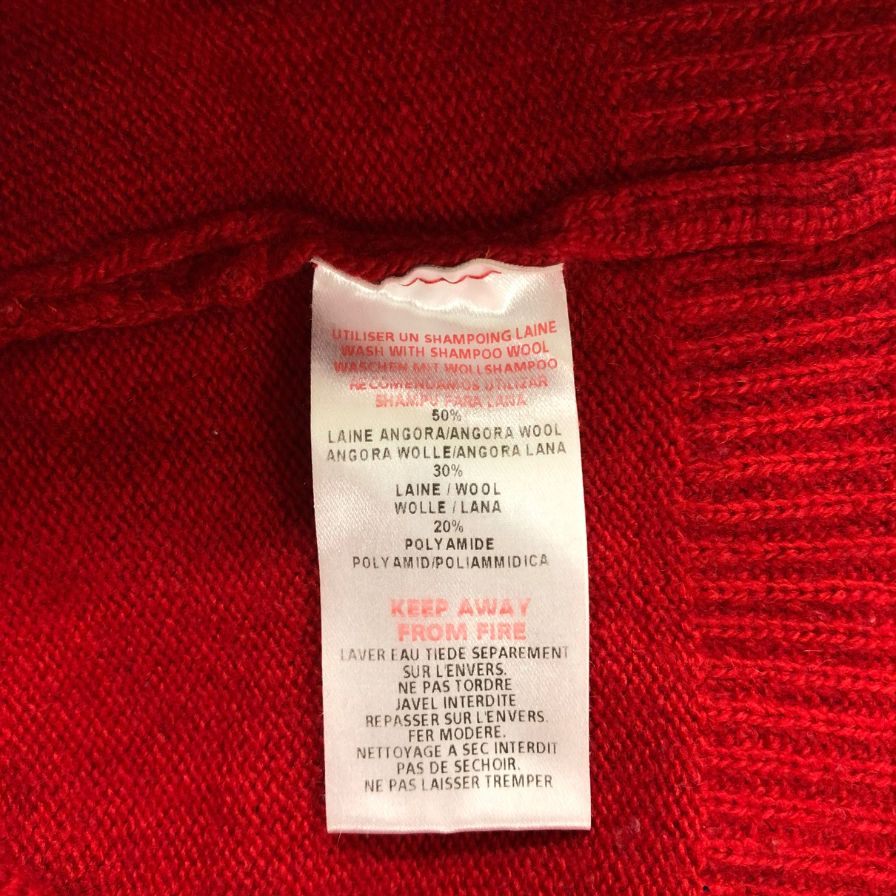 UTILISER UN SHAMPOING LAINE
WASH WITH SHAMPOO WOOL
WASCHEN MIT WOLLSHAMPOO
RECOMENDAMOS UTILIZAR
SHAMPU PARA LANA
50%
LAINE ANGORA/ANGORA WOOL
ANGORA WOLLE/ANGORA LANA
30%
LAINE / WOOL
WOLLE / LANA
20%
POLYAMIDE
POLYAMID/POLIAMMIDICA
KEEP AWAY
FROM FIRE
LAVER EAU TIEDE SEPAREMENT
SUR L'ENVERS.
NE PAS TORDRE
JAVEL INTERDITE
REPASSER SUR L'ENVERS.
FER MODERE.
NETTOYAGE A SEC INTERDIT
PAS DE SECHOIR.
NE PAS LAISSER TREMPER